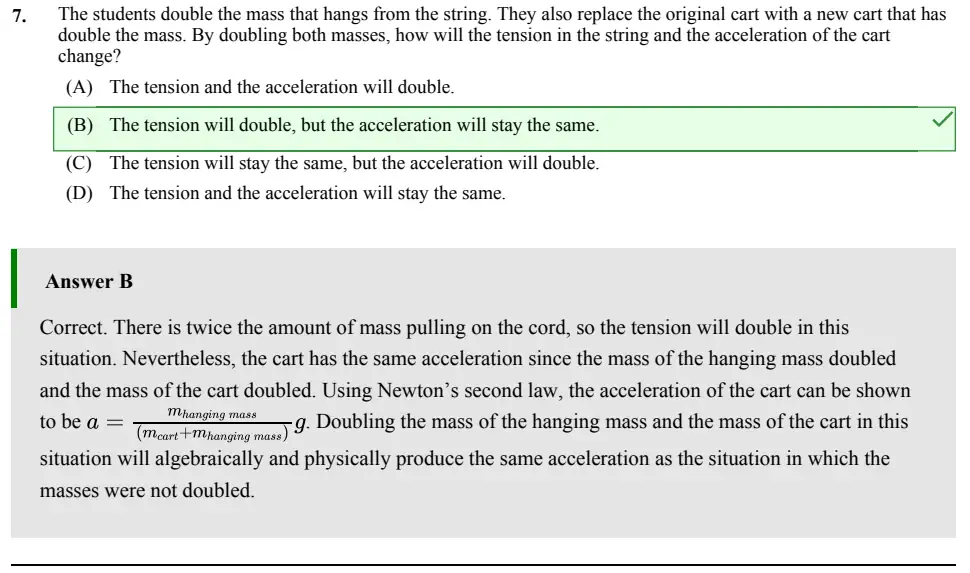 7. The students double the mass that hangs from the string. They also replace the original cart with a new cart that has
double the mass. By doubling both masses, how will the tension in the string and the acceleration of the cart
change?
(A) The tension and the acceleration will double.
(B) The tension will double, but the acceleration will stay the same.
(C) The tension will stay the same, but the acceleration will double.
(D) The tension and the acceleration will stay the same.
Answer B
Correct. There is twice the amount of mass pulling on the cord, so the tension will double in this
situation. Nevertheless, the cart has the same acceleration since the mass of the hanging mass doubled
and the mass of the cart doubled. Using Newton’s second law, the acceleration of the cart can be shown
to be a = m_{hanging mass}/(m_{cart}+m_{hanging mass}) g. Doubling the mass of the hanging mass and the mass of the cart in this
situation will algebraically and physically produce the same acceleration as the situation in which the
masses were not doubled.